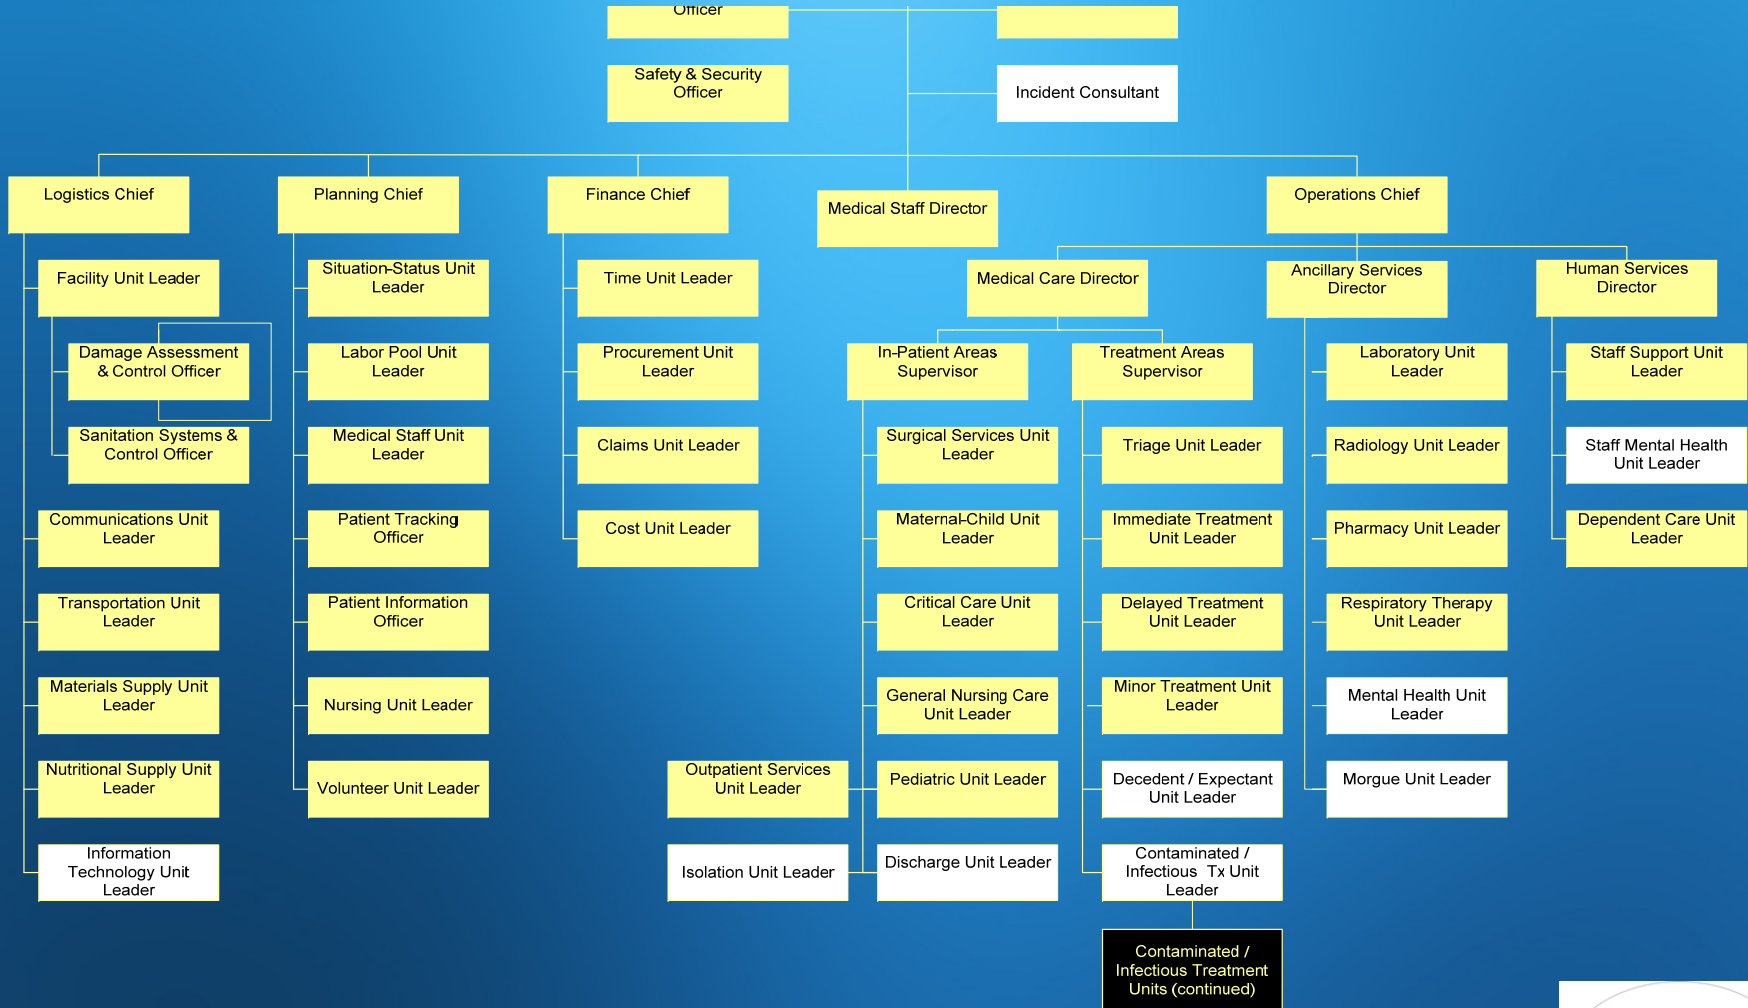 Officer
Safety & Security
Officer
Incident Consultant
Logistics Chief
Planning Chief
Finance Chief
Medical Staff Director
Operations Chief
Facility Unit Leader
Situation-Status Unit
Leader
Time Unit Leader
Medical Care Director
Ancillary Services
Director
Human Services
Director
Damage Assessment
& Control Officer
Labor Pool Unit
Leader
Procurement Unit
Leader
In-Patient Areas
Supervisor
Treatment Areas
Supervisor
Laboratory Unit
Leader
Staff Support Unit
Leader
Sanitation Systems &
Control Officer
Medical Staff Unit
Leader
Claims Unit Leader
Surgical Services Unit
Leader
Triage Unit Leader
Radiology Unit Leader
Staff Mental Health
Unit Leader
Communications Unit
Leader
Patient Tracking
Officer
Cost Unit Leader
Maternal-Child Unit
Leader
Immediate Treatment
Unit Leader
Pharmacy Unit Leader
Dependent Care Unit
Leader
Transportation Unit
Leader
Patient Information
Officer
Critical Care Unit
Leader
Delayed Treatment
Unit Leader
Respiratory Therapy
Unit Leader
Materials Supply Unit
Leader
Nursing Unit Leader
General Nursing Care
Unit Leader
Minor Treatment Unit
Leader
Mental Health Unit
Leader
Nutritional Supply Unit
Leader
Volunteer Unit Leader
Outpatient Services
Unit Leader
Pediatric Unit Leader
Decedent / Expectant
Unit Leader
Morgue Unit Leader
Information
Technology Unit
Leader
Isolation Unit Leader
Discharge Unit Leader
Contaminated /
Infectious Tx Unit
Leader
Contaminated /
Infectious Treatment
Units (continued)